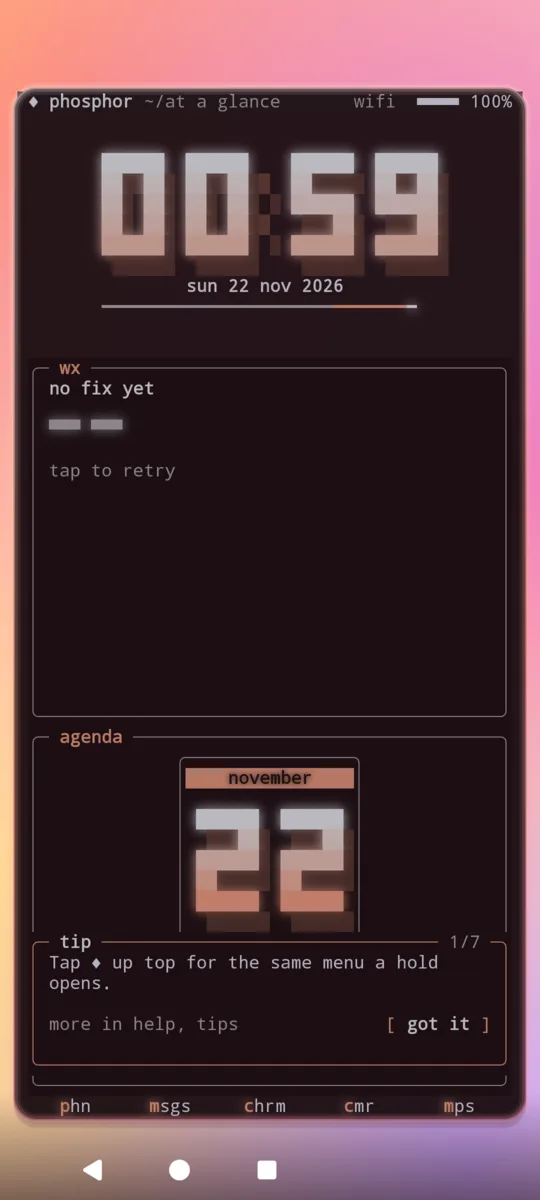 ♦ phosphor ~/at a glance wifi 100%
00:59
sun 22 nov 2026
wx
no fix yet
tap to retry
agenda
november
22
tip 1/7
Tap ♦ up top for the same menu a hold
opens.
more in help, tips [ got it ]
phn msgs chrm cmr mps